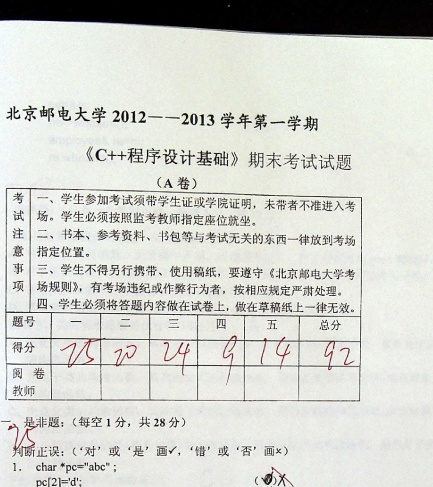 北京邮电大学 2012——2013 学年第一学期
《C++程序设计基础》期末考试试题
（A 卷）
考试注意事项
一、学生参加考试须带学生证或学院证明，未带者不准进入考
场。学生必须按照监考教师指定座位就坐。
二、书本、参考资料、书包等与考试无关的东西一律放到考场
指定位置。
三、学生不得另行携带、使用稿纸，要遵守《北京邮电大学考
场规则》，有考场违纪或作弊行为者，按相应规定严肃处理。
四、学生必须将答题内容做在试卷上，做在草稿纸上一律无效。
题号 一 二 三 四 五 总分
得分 25 20 24 9 14 92
阅 卷
教师
一、是非题：（每空 1 分，共 28 分）
25
判断正误：（‘对’ 或 ‘是’ 画✓，‘错’ 或 ‘否’ 画×）
1. char *pc="abc" ;
pc[2]='d'; (